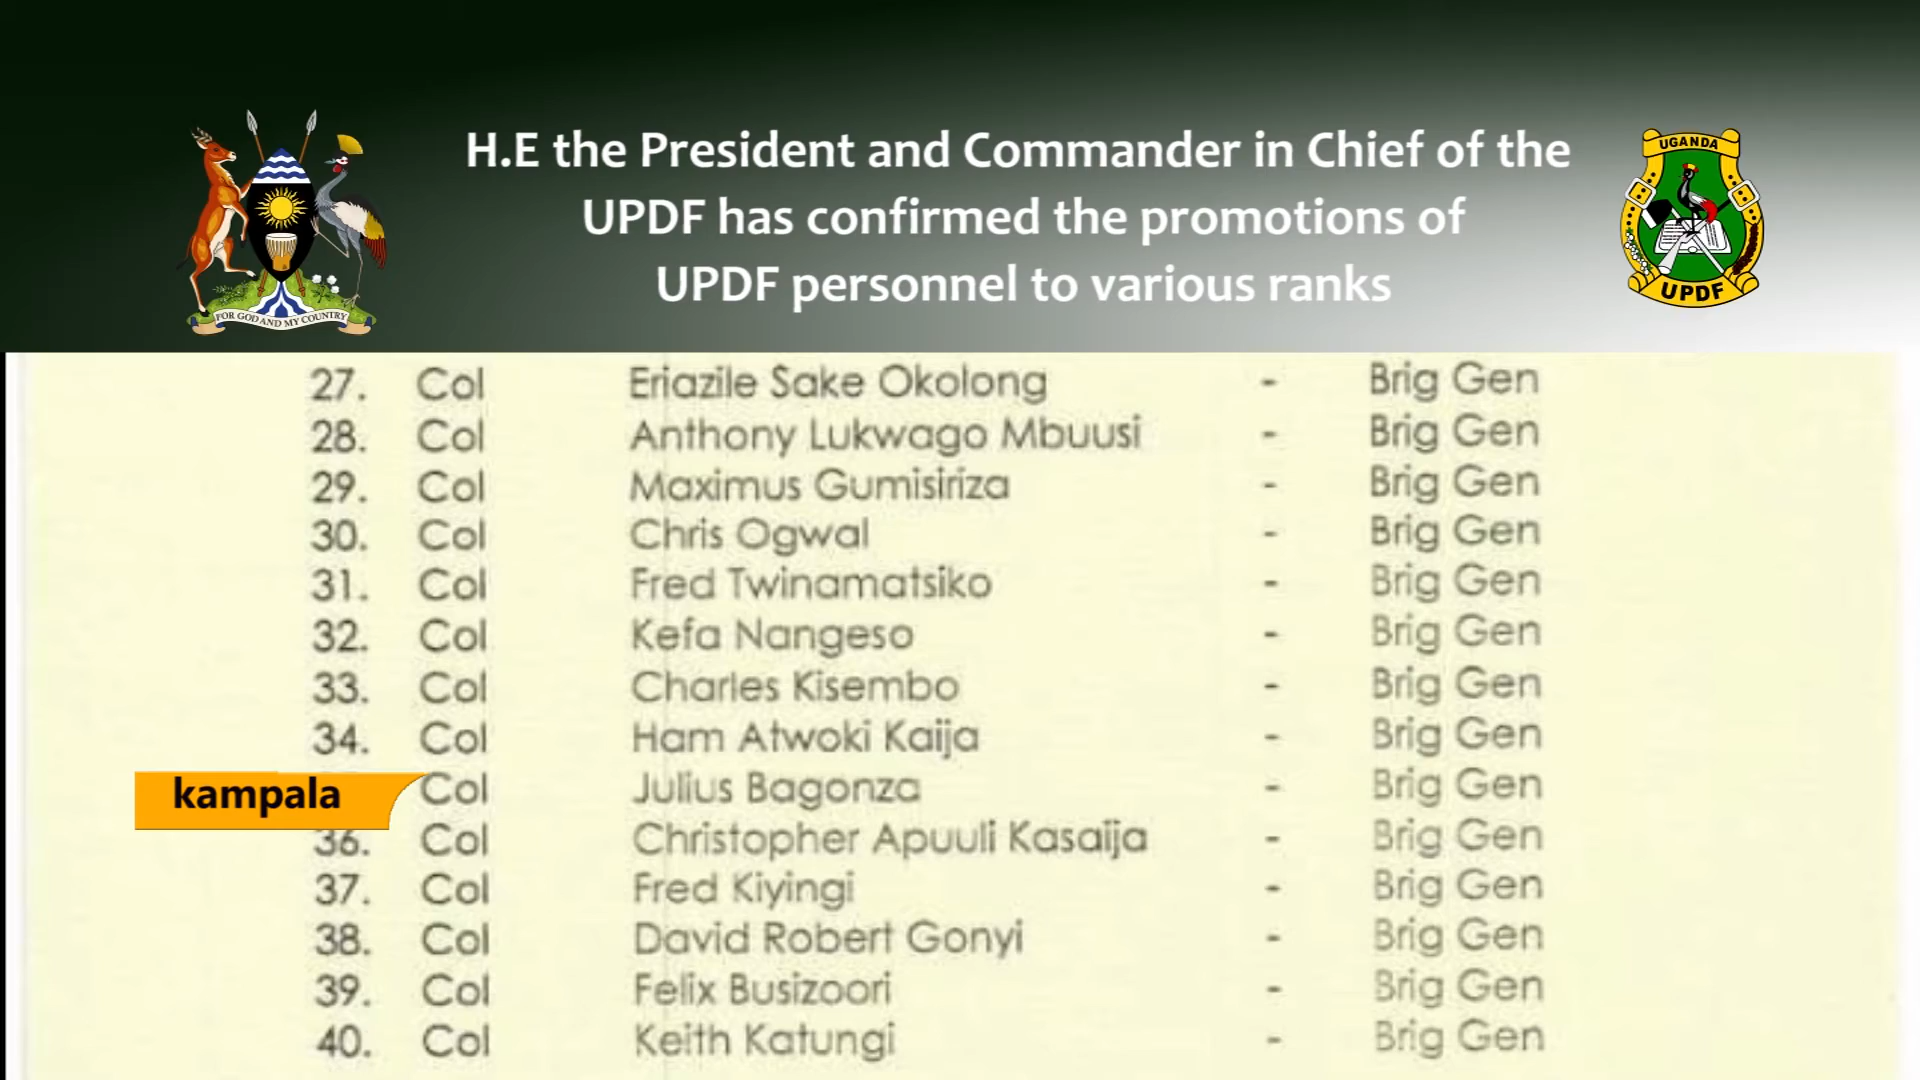 H.E the President and Commander in Chief of the
UPDF has confirmed the promotions of
UPDF personnel to various ranks
FOR GOD AND MY COUNTRY
UGANDA
UPDF
27. Col Eriazile Sake Okolong - Brig Gen
28. Col Anthony Lukwago Mbuusi - Brig Gen
29. Col Maximus Gumisiriza - Brig Gen
30. Col Chris Ogwal - Brig Gen
31. Col Fred Twinamatsiko - Brig Gen
32. Col Kefa Nangeso - Brig Gen
33. Col Charles Kisembo - Brig Gen
34. Col Ham Atwoki Kaija - Brig Gen
kampala
Col Julius Bagonza - Brig Gen
36. Col Christopher Apuuli Kasaija - Brig Gen
37. Col Fred Kiyingi - Brig Gen
38. Col David Robert Gonyi - Brig Gen
39. Col Felix Busizoori - Brig Gen
40. Col Keith Katungi - Brig Gen